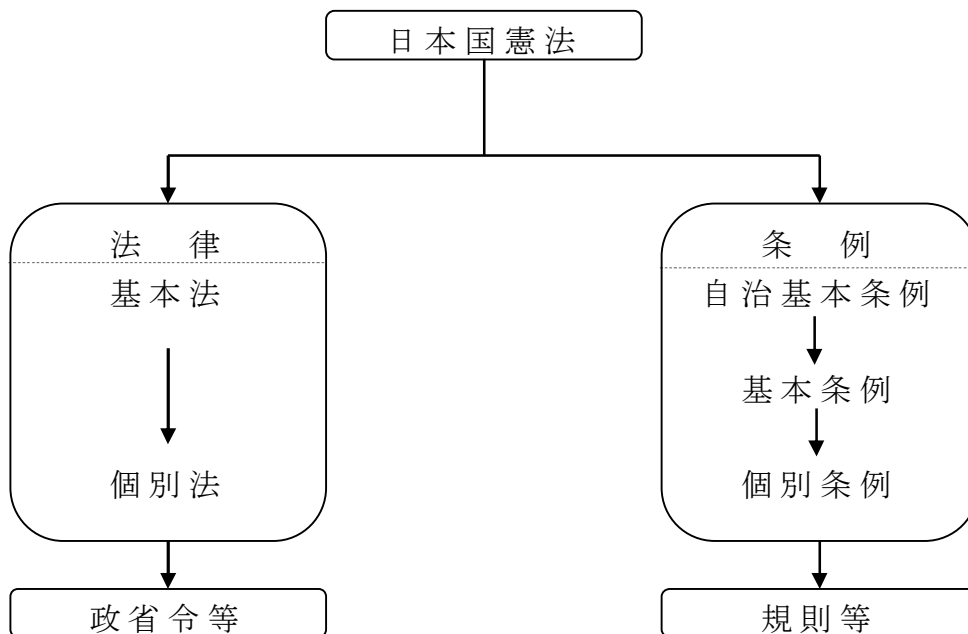 日本国憲法
法　律
基本法
個別法
政省令等
条　例
自治基本条例
基本条例
個別条例
規則等